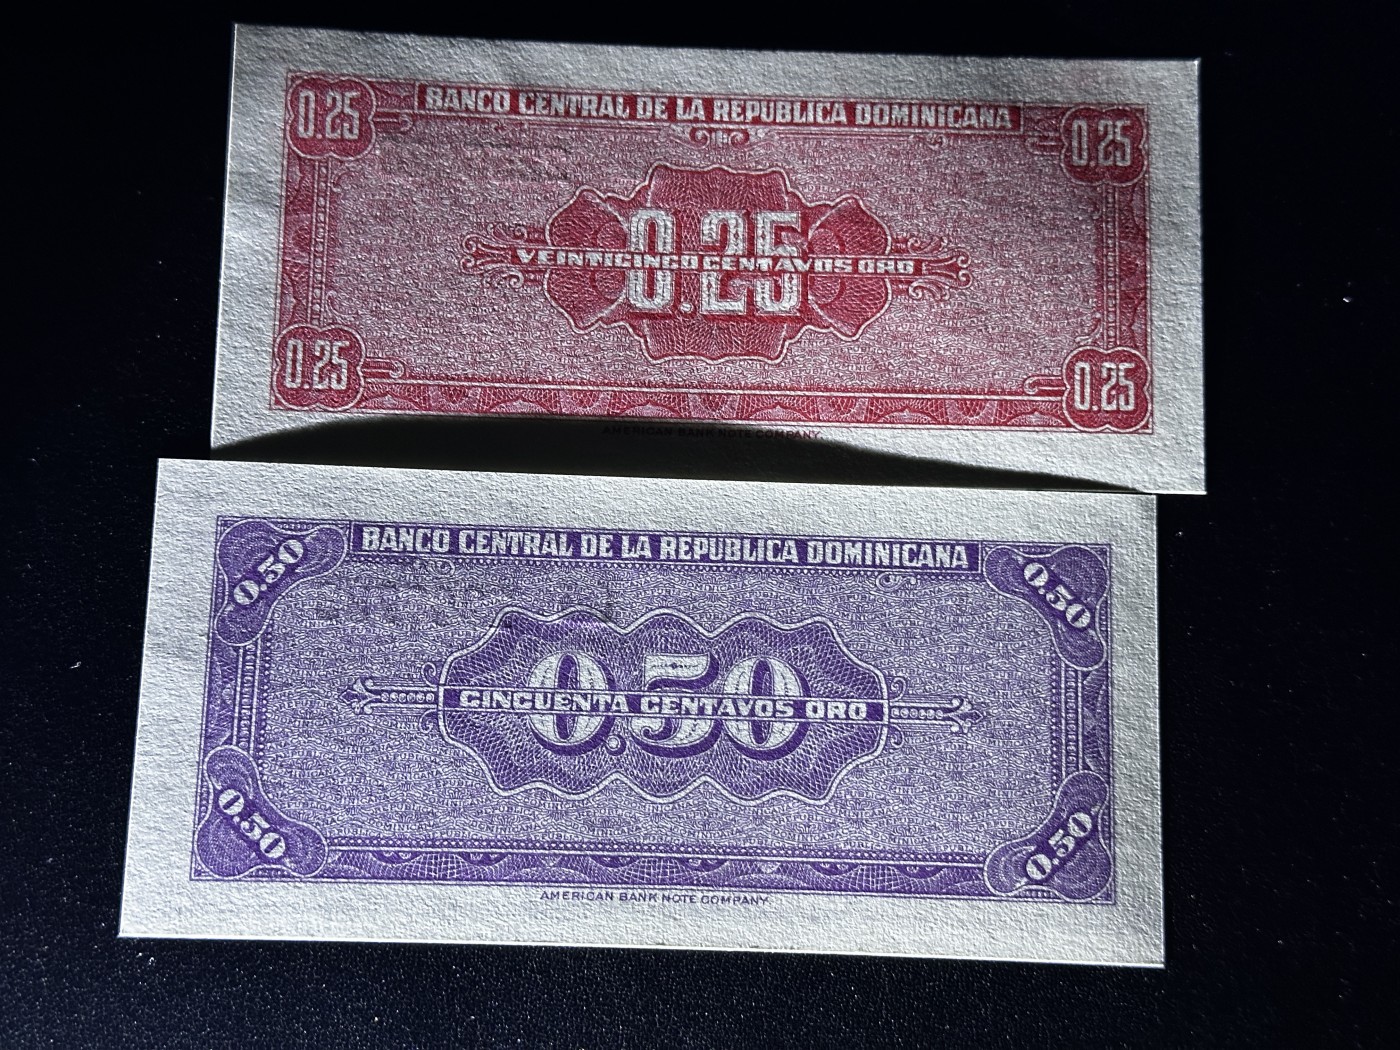 0.25 BANCO CENTRAL DE LA REPUBLICA DOMINICANA 0.25
0.25
VEINTICINCO CENTAVOS ORO
0.25 0.25
AMERICAN BANK NOTE COMPANY.
0.50 BANCO CENTRAL DE LA REPUBLICA DOMINICANA 0.50
0.50
CINCUENTA CENTAVOS ORO
0.50 0.50
AMERICAN BANK NOTE COMPANY.